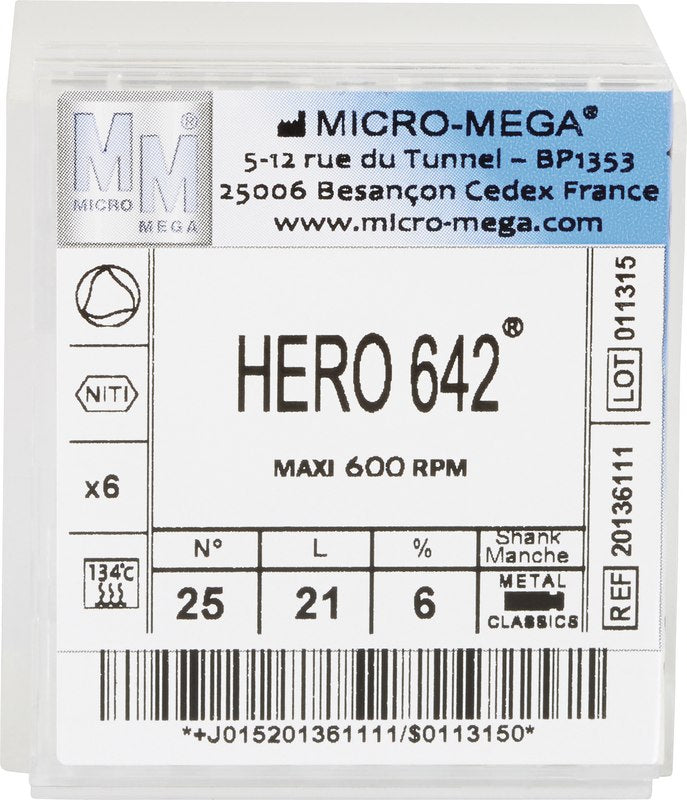 MM®
MICRO
MEGA
MICRO-MEGA®
5-12 rue du Tunnel – BP1353
25006 Besançon Cedex France
www.micro-mega.com
NITI
x6
134°C
HERO 642®
MAXI 600 RPM
N° L % Shank
Manche
25 21 6 METAL
CLASSICS
LOT 011315
REF 20136111
*+J015201361111/$0113150*